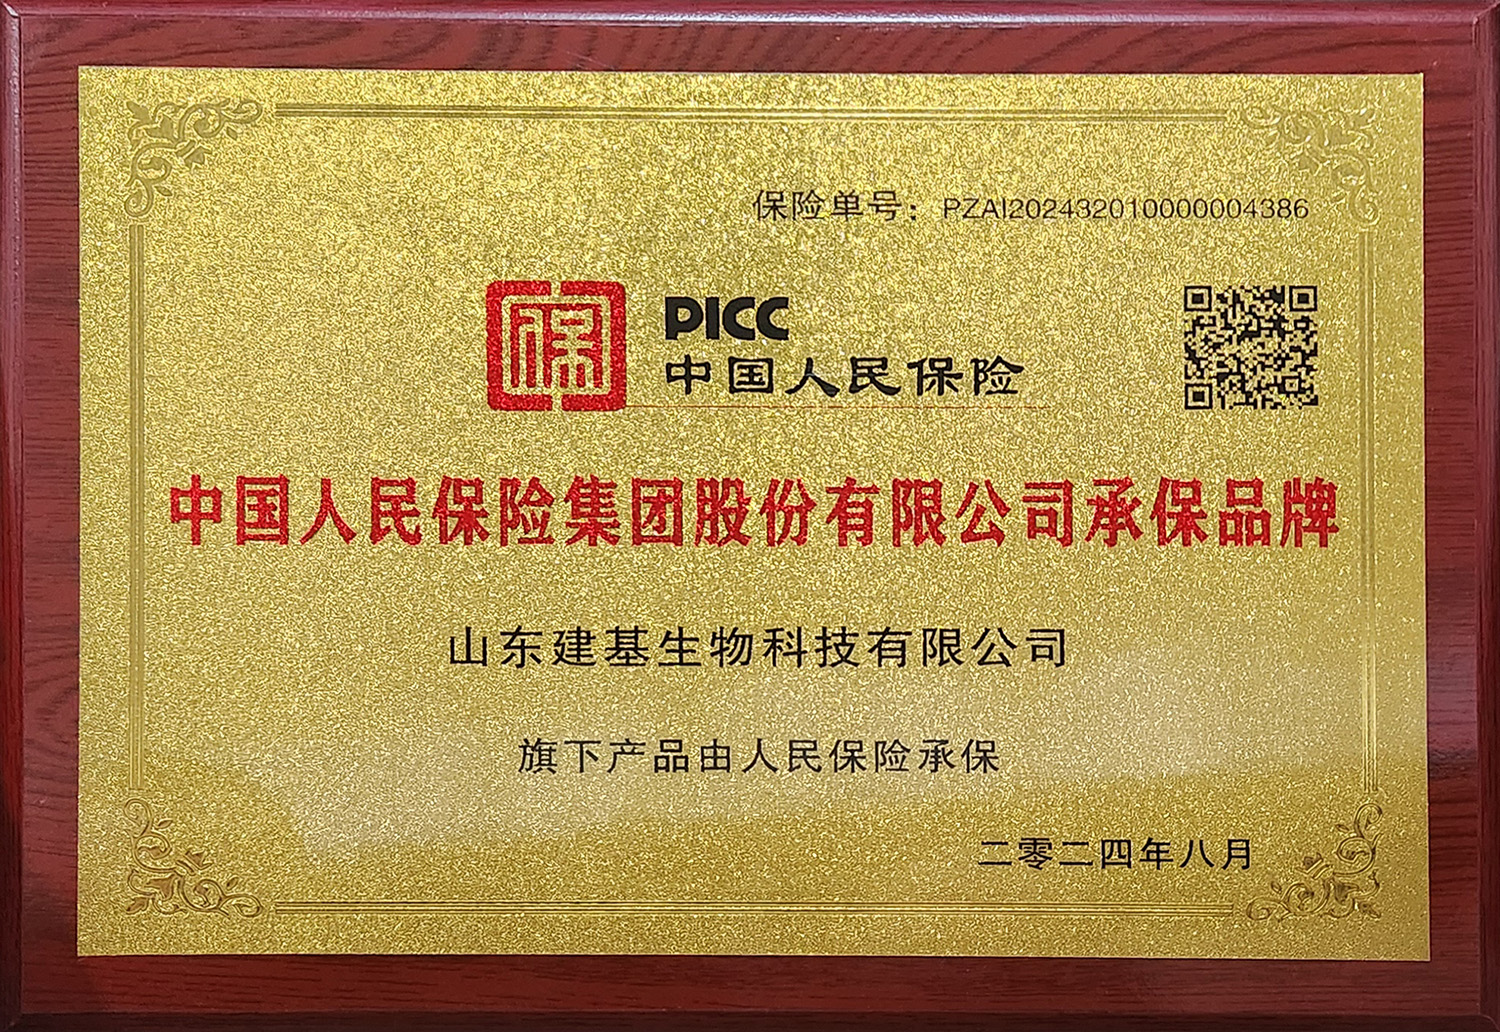 保险单号：PZAI202432010000004386
保
PICC
中国人民保险
中国人民保险集团股份有限公司承保品牌
山东建基生物科技有限公司
旗下产品由人民保险承保
二零二四年八月